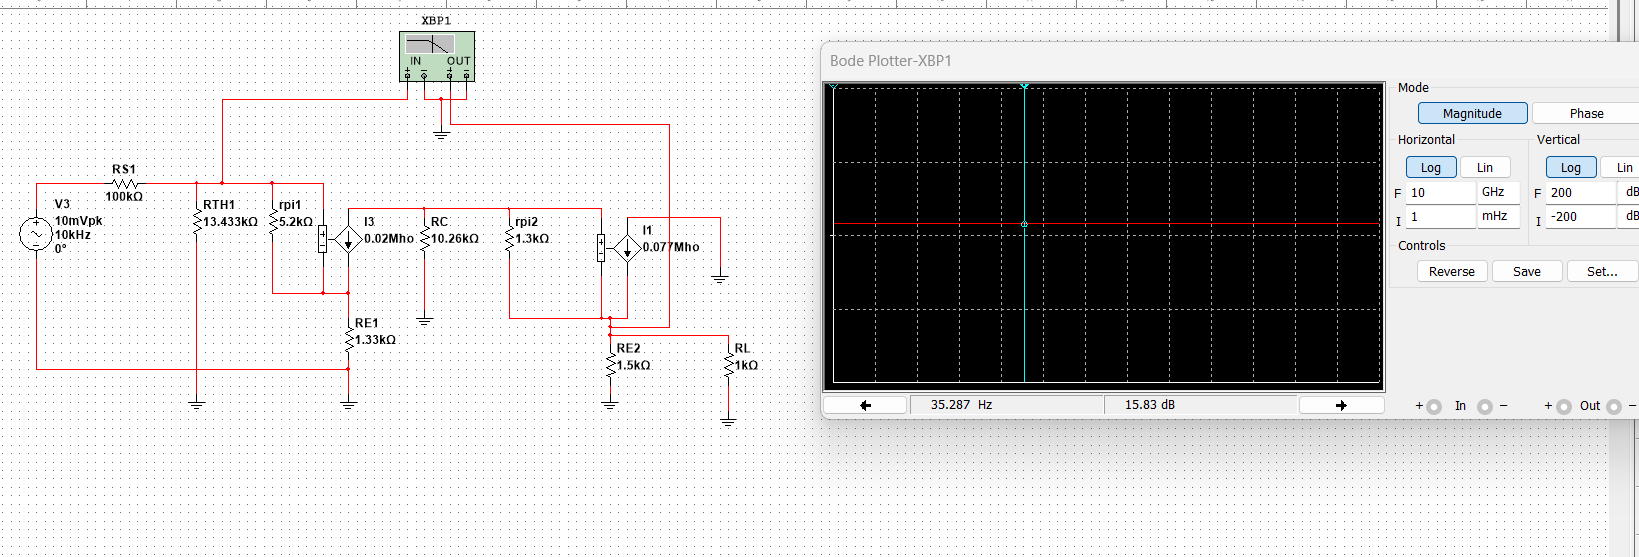 XBP1
IN OUT
RS1
100kΩ
V3
10mVpk
10kHz
0°
RTH1
13.433kΩ
rpi1
5.2kΩ
I3
0.02Mho
RC
10.26kΩ
rpi2
1.3kΩ
I1
0.077Mho
RE1
1.33kΩ
RE2
1.5kΩ
RL
1kΩ
Bode Plotter-XBP1
Mode
Magnitude Phase
Horizontal Vertical
Log Lin Log Lin
F 10 GHz F 200 dB
I 1 mHz I -200 dB
Controls
Reverse Save Set...
35.287 Hz 15.83 dB
+ In − + Out −